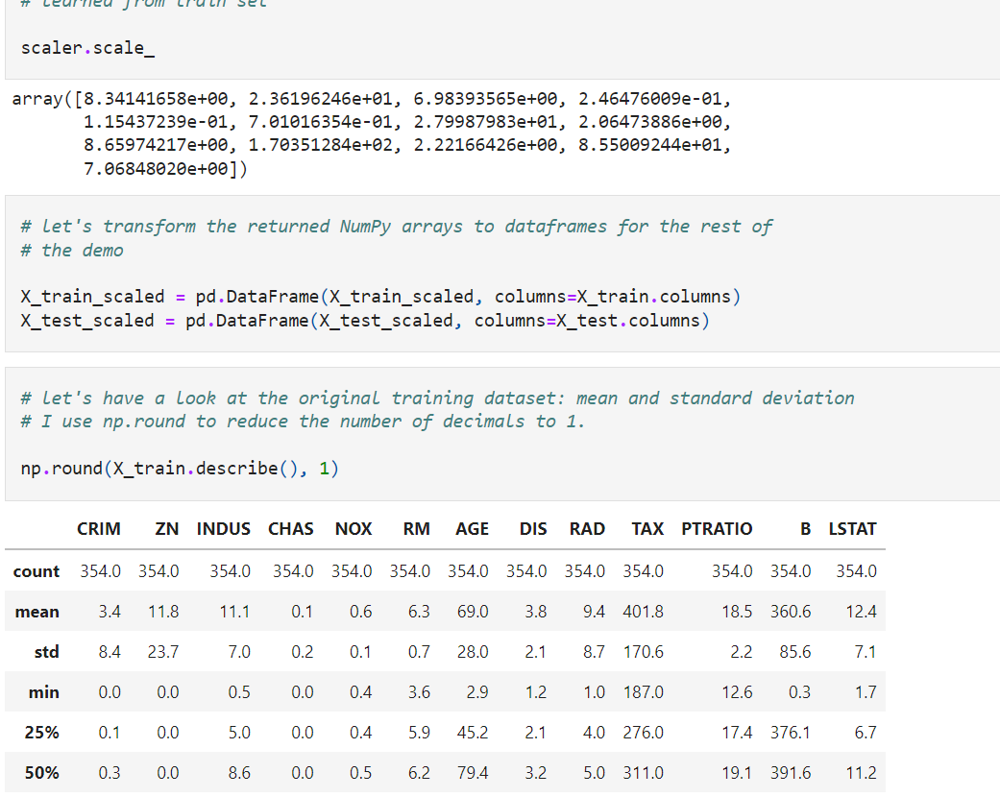 # learned from train set
scaler.scale_
array([8.34141658e+00, 2.36196246e+01, 6.98393565e+00, 2.46476009e-01,
1.15437239e-01, 7.01016354e-01, 2.79987983e+01, 2.06473886e+00,
8.65974217e+00, 1.70351284e+02, 2.22166426e+00, 8.55009244e+01,
7.06848020e+00])
# let's transform the returned NumPy arrays to dataframes for the rest of
# the demo
X_train_scaled = pd.DataFrame(X_train_scaled, columns=X_train.columns)
X_test_scaled = pd.DataFrame(X_test_scaled, columns=X_test.columns)
# let's have a look at the original training dataset: mean and standard deviation
# I use np.round to reduce the number of decimals to 1.
np.round(X_train.describe(), 1)
CRIM ZN INDUS CHAS NOX RM AGE DIS RAD TAX PTRATIO B LSTAT
count 354.0 354.0 354.0 354.0 354.0 354.0 354.0 354.0 354.0 354.0 354.0 354.0 354.0
mean 3.4 11.8 11.1 0.1 0.6 6.3 69.0 3.8 9.4 401.8 18.5 360.6 12.4
std 8.4 23.7 7.0 0.2 0.1 0.7 28.0 2.1 8.7 170.6 2.2 85.6 7.1
min 0.0 0.0 0.5 0.0 0.4 3.6 2.9 1.2 1.0 187.0 12.6 0.3 1.7
25% 0.1 0.0 5.0 0.0 0.4 5.9 45.2 2.1 4.0 276.0 17.4 376.1 6.7
50% 0.3 0.0 8.6 0.0 0.5 6.2 79.4 3.2 5.0 311.0 19.1 391.6 11.2